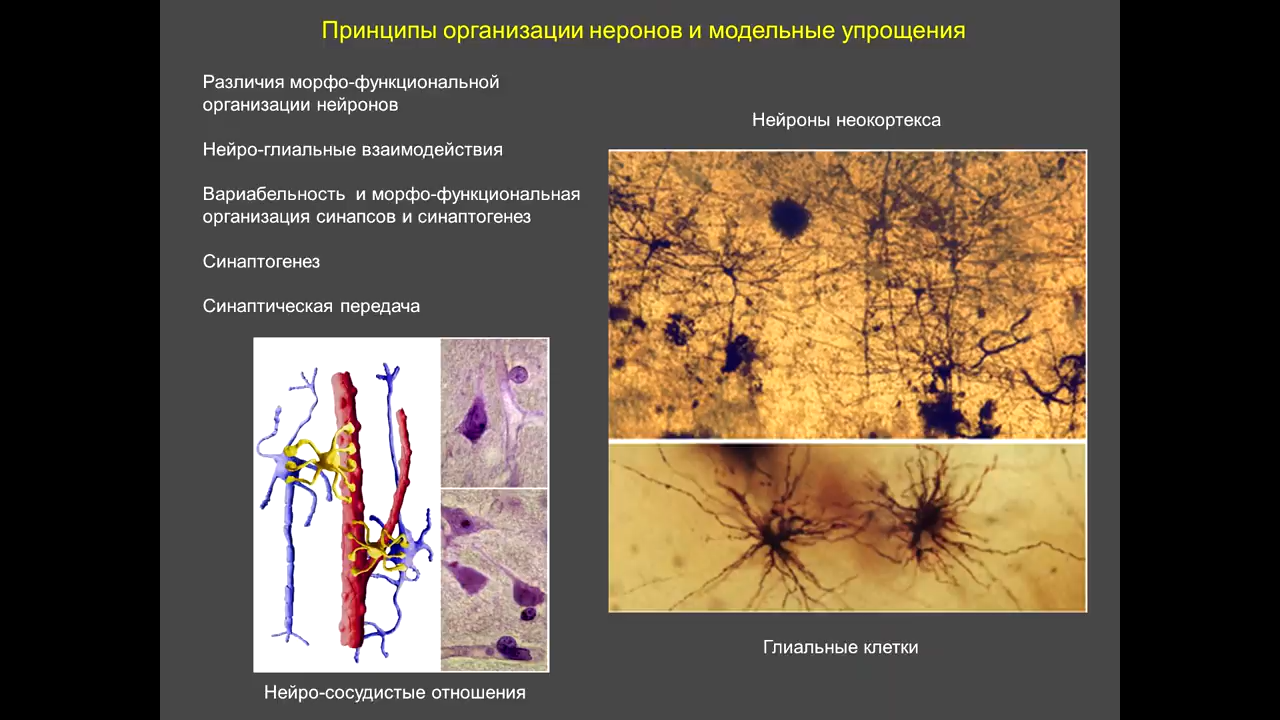 Принципы организации неронов и модельные упрощения
Различия морфо-функциональной
организации нейронов
Нейро-глиальные взаимодействия
Вариабельность и морфо-функциональная
организация синапсов и синаптогенез
Синаптогенез
Синаптическая передача
Нейроны неокортекса
Глиальные клетки
Нейро-сосудистые отношения